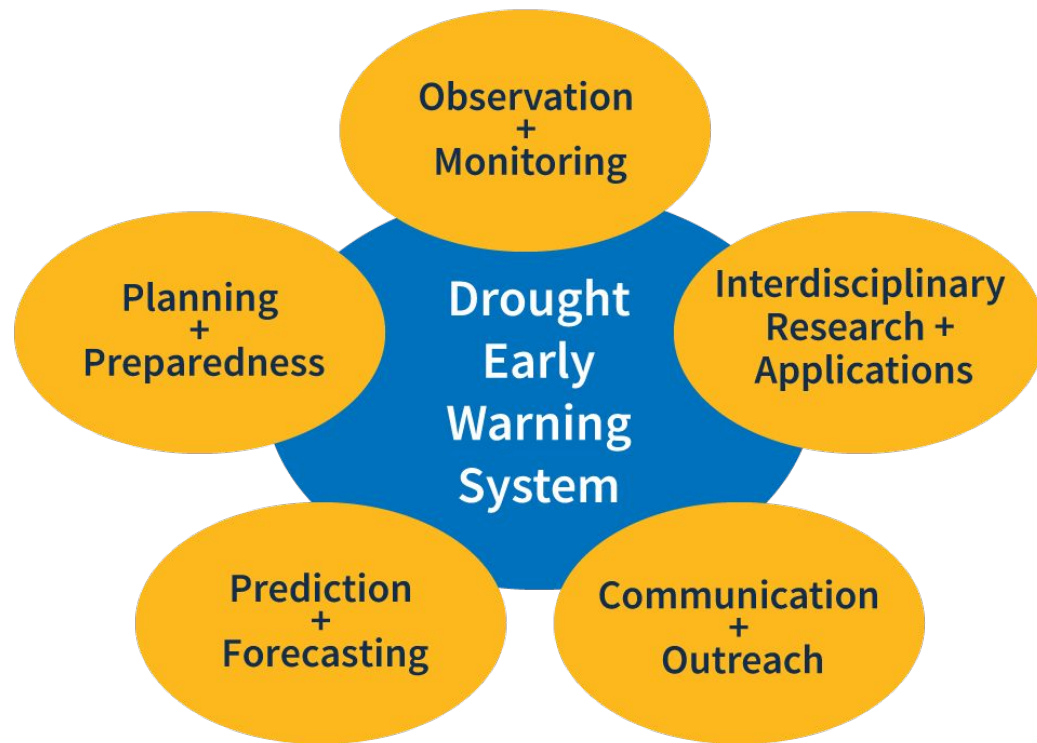 Observation
+
Monitoring
Interdisciplinary
Research +
Applications
Communication
+
Outreach
Prediction
+
Forecasting
Planning
+
Preparedness
Drought
Early
Warning
System